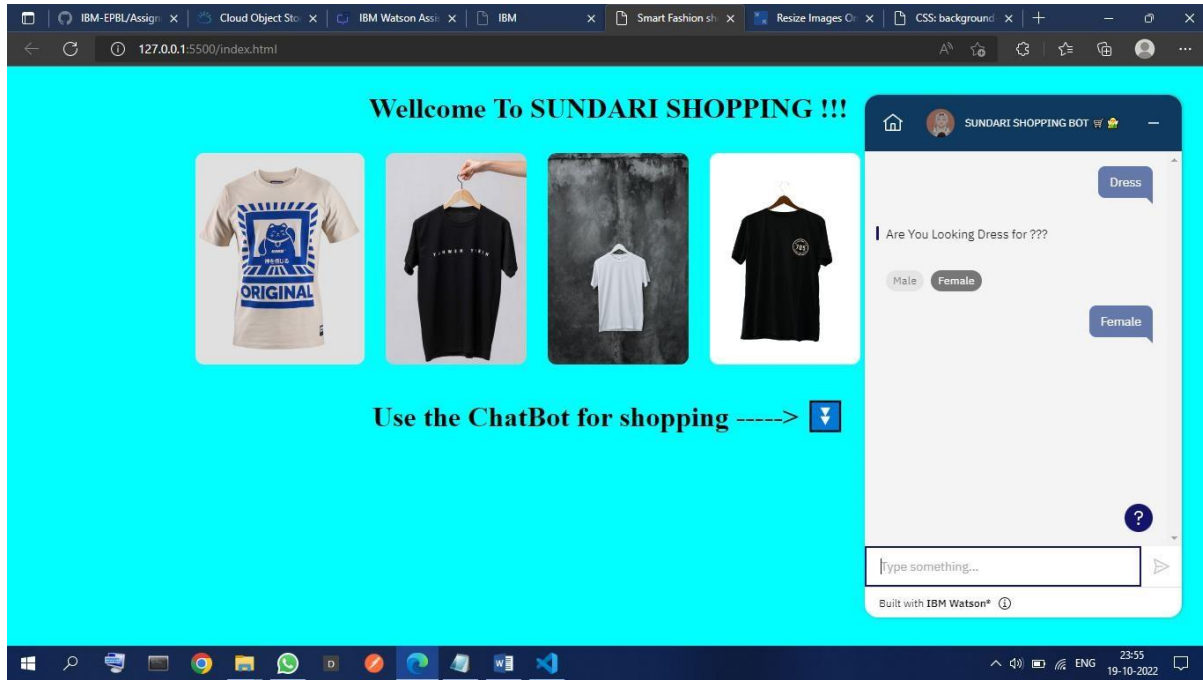 IBM-EPBL/Assign
Cloud Object Sto
IBM Watson Assi
IBM
Smart Fashion sh
Resize Images On
CSS: background
127.0.0.1:5500/index.html
Wellcome To SUNDARI SHOPPING !!!
ORIGINAL
785
Use the ChatBot for shopping ----->
SUNDARI SHOPPING BOT
Dress
Are You Looking Dress for ???
Male Female
Female
?
Type something...
Built with IBM Watson®
ENG
23:55
19-10-2022